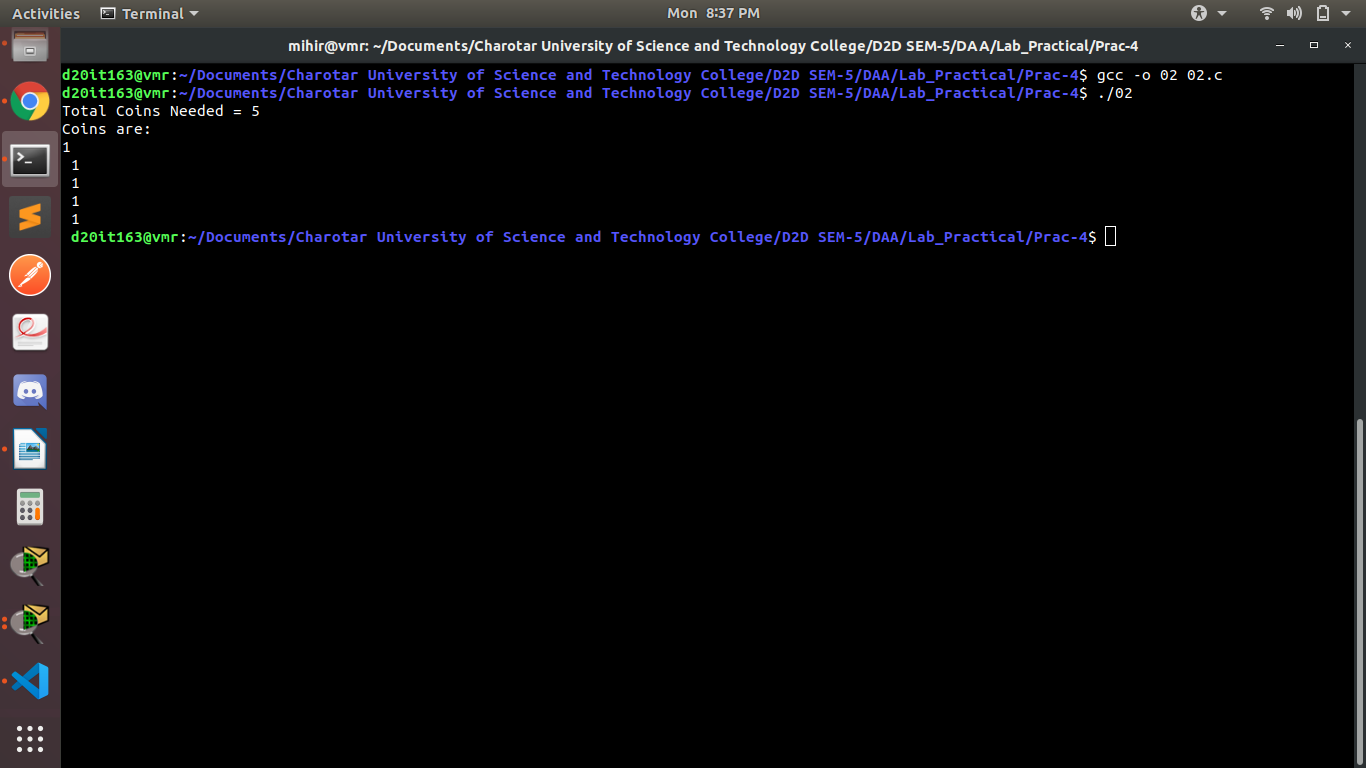 Activities Terminal Mon 8:37 PM
mihir@vmr: ~/Documents/Charotar University of Science and Technology College/D2D SEM-5/DAA/Lab_Practical/Prac-4
d20it163@vmr:~/Documents/Charotar University of Science and Technology College/D2D SEM-5/DAA/Lab_Practical/Prac-4$ gcc -o 02 02.c
d20it163@vmr:~/Documents/Charotar University of Science and Technology College/D2D SEM-5/DAA/Lab_Practical/Prac-4$ ./02
Total Coins Needed = 5
Coins are:
1
1
1
1
1
d20it163@vmr:~/Documents/Charotar University of Science and Technology College/D2D SEM-5/DAA/Lab_Practical/Prac-4$